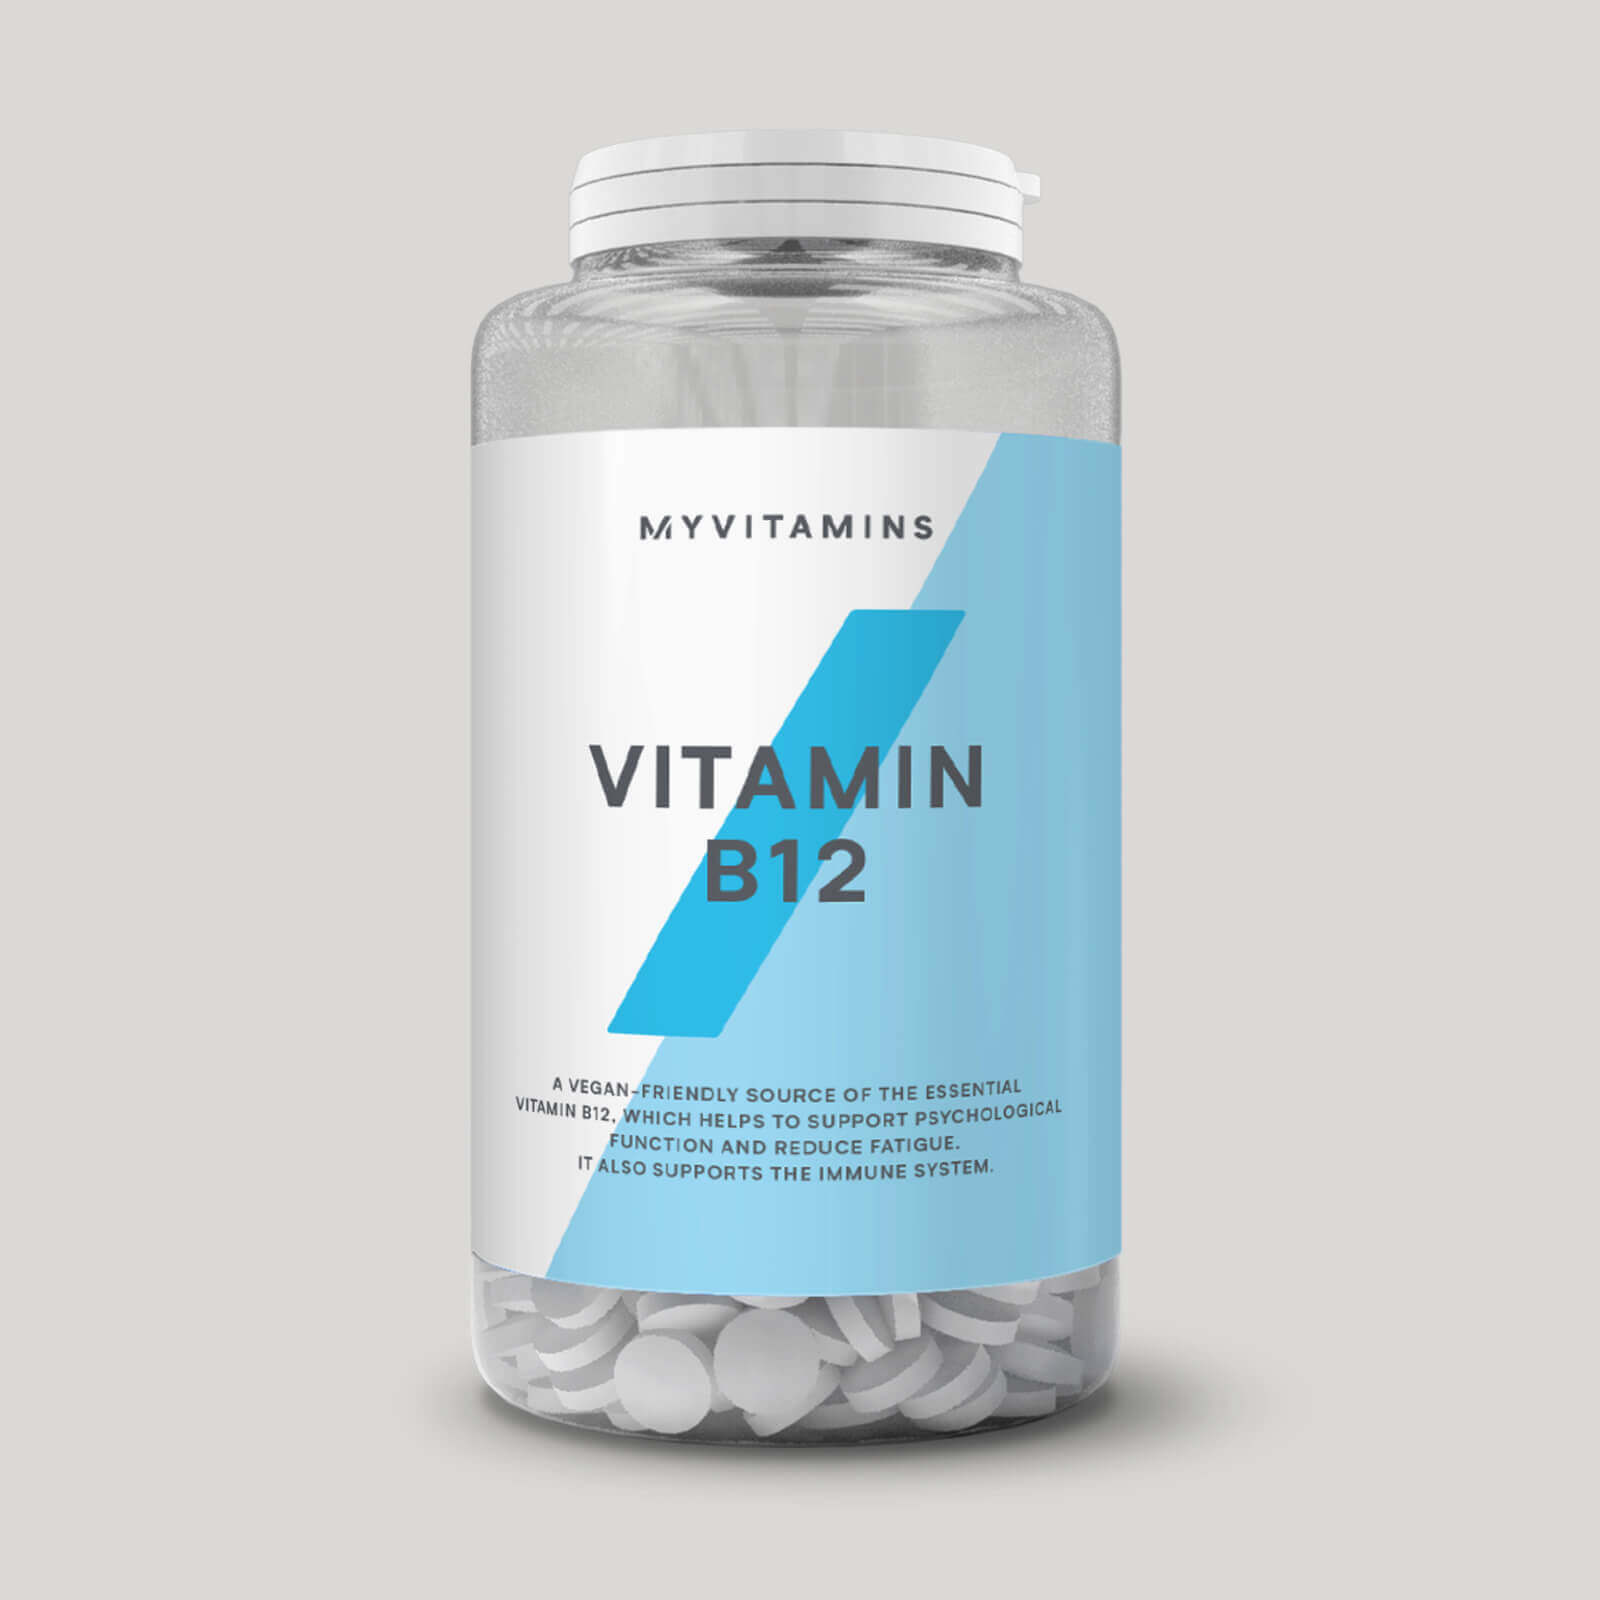 MYVITAMINS
VITAMIN
B12
A VEGAN-FRIENDLY SOURCE OF THE ESSENTIAL
VITAMIN B12, WHICH HELPS TO SUPPORT PSYCHOLOGICAL
FUNCTION AND REDUCE FATIGUE.
IT ALSO SUPPORTS THE IMMUNE SYSTEM.